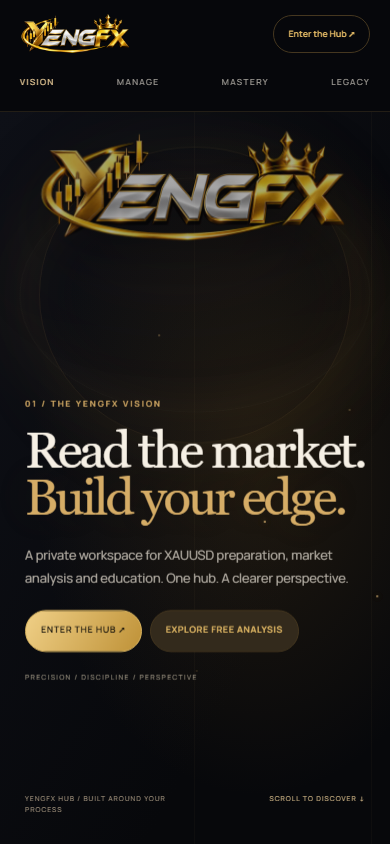 YENGFX
Enter the Hub ↗
VISION
MANAGE
MASTERY
LEGACY
YENGFX
01 / THE YENGFX VISION
Read the market.
Build your edge.
A private workspace for XAUUSD preparation, market
analysis and education. One hub. A clearer perspective.
ENTER THE HUB ↗
EXPLORE FREE ANALYSIS
PRECISION / DISCIPLINE / PERSPECTIVE
YENGFX HUB / BUILT AROUND YOUR
PROCESS
SCROLL TO DISCOVER ↓